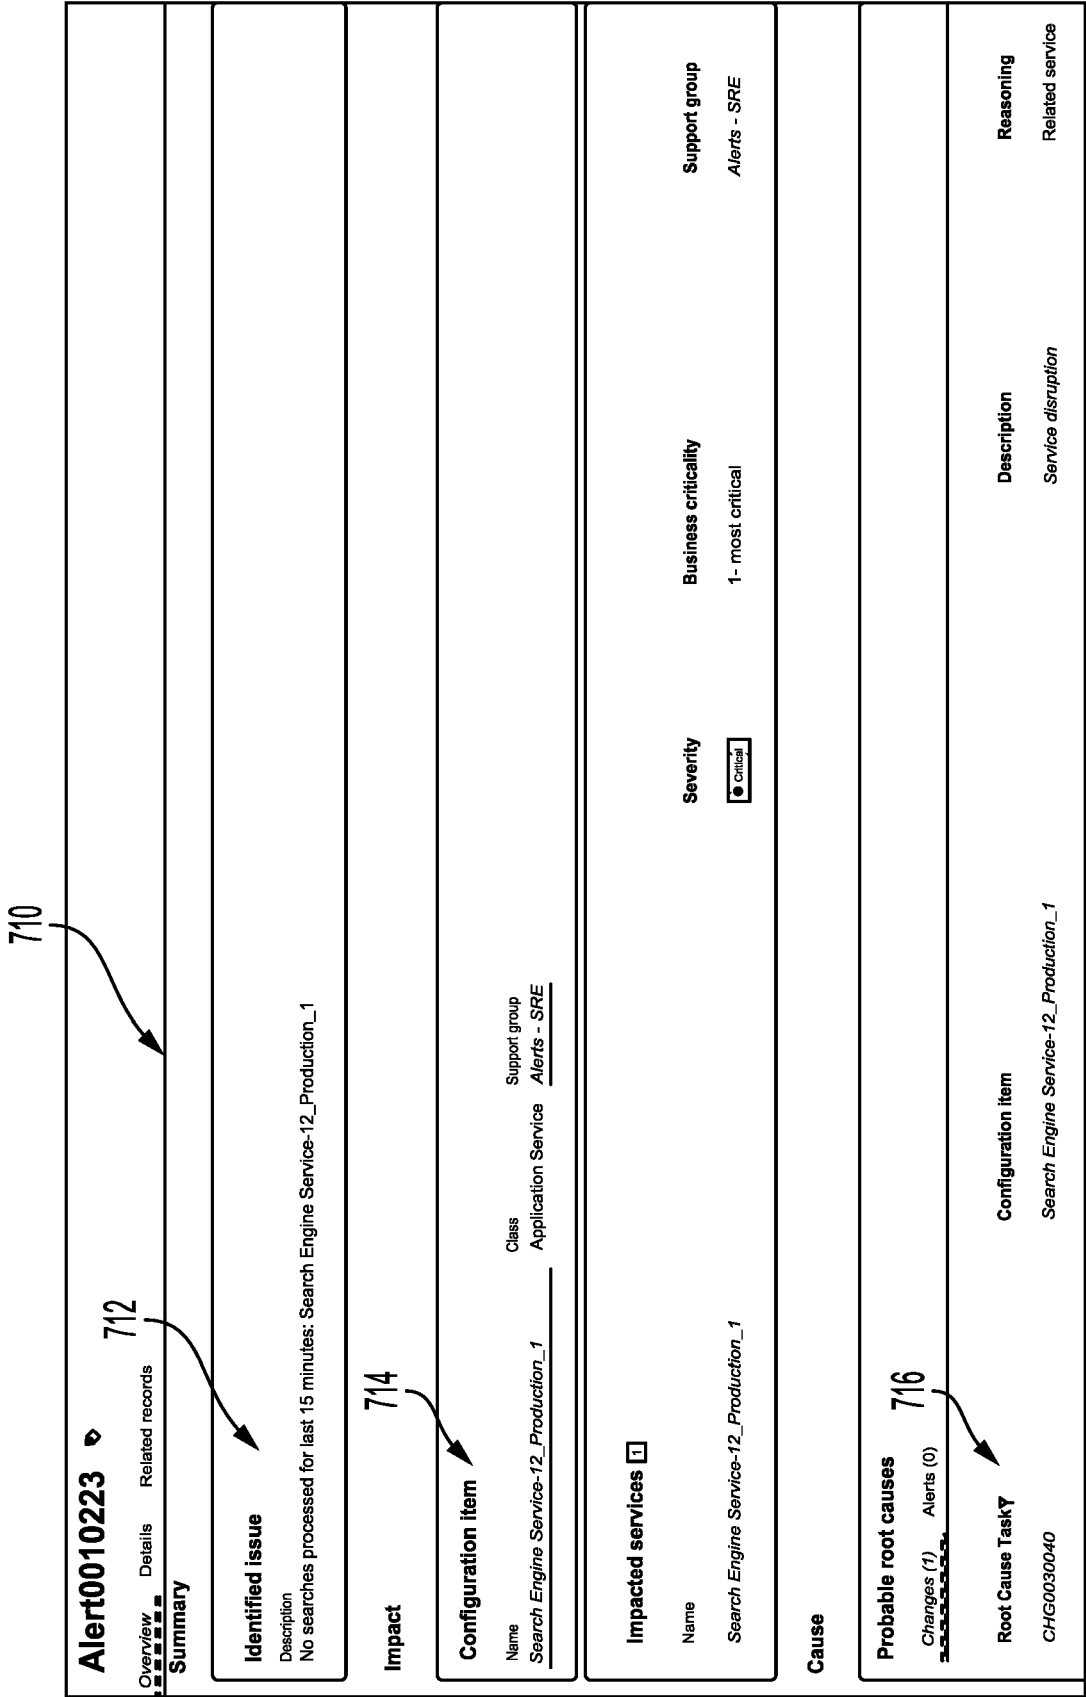 710
Alert0010223
Overview Details Related records
712
Summary
Identified issue
Description
No searches processed for last 15 minutes: Search Engine Service-12_Production_1
Impact
714
Configuration item
Name Class Support group
Search Engine Service-12_Production_1 Application Service Alerts - SRE
Impacted services 1
Name Severity Business criticality Support group
Search Engine Service-12_Production_1 Critical 1- most critical Alerts - SRE
Cause
Probable root causes
716
Changes (1) Alerts (0)
Root Cause Task Configuration item Description Reasoning
CHG0030040 Search Engine Service-12_Production_1 Service disruption Related service